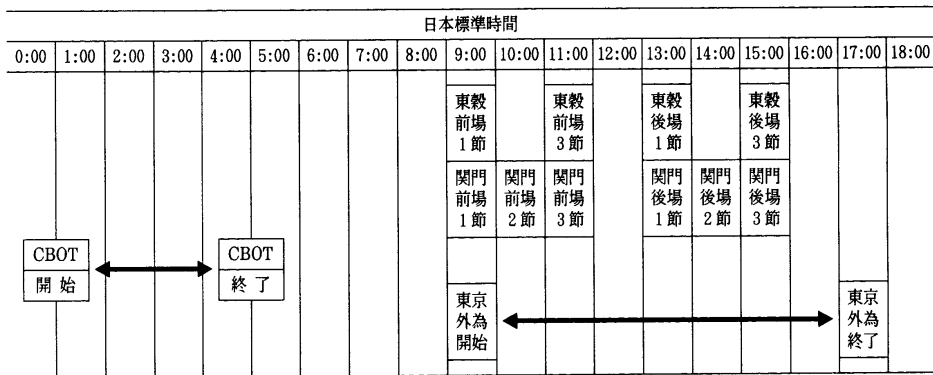 日本標準時間
0:00 1:00 2:00 3:00 4:00 5:00 6:00 7:00 8:00 9:00 10:00 11:00 12:00 13:00 14:00 15:00 16:00 17:00 18:00
東穀 東穀 東穀 東穀
前場 前場 後場 後場
1節 3節 1節 3節
関門 関門 関門 関門 関門 関門
前場 前場 前場 後場 後場 後場
1節 2節 3節 1節 2節 3節
CBOT CBOT
開始 終了
東京 東京
外為 外為
開始 終了